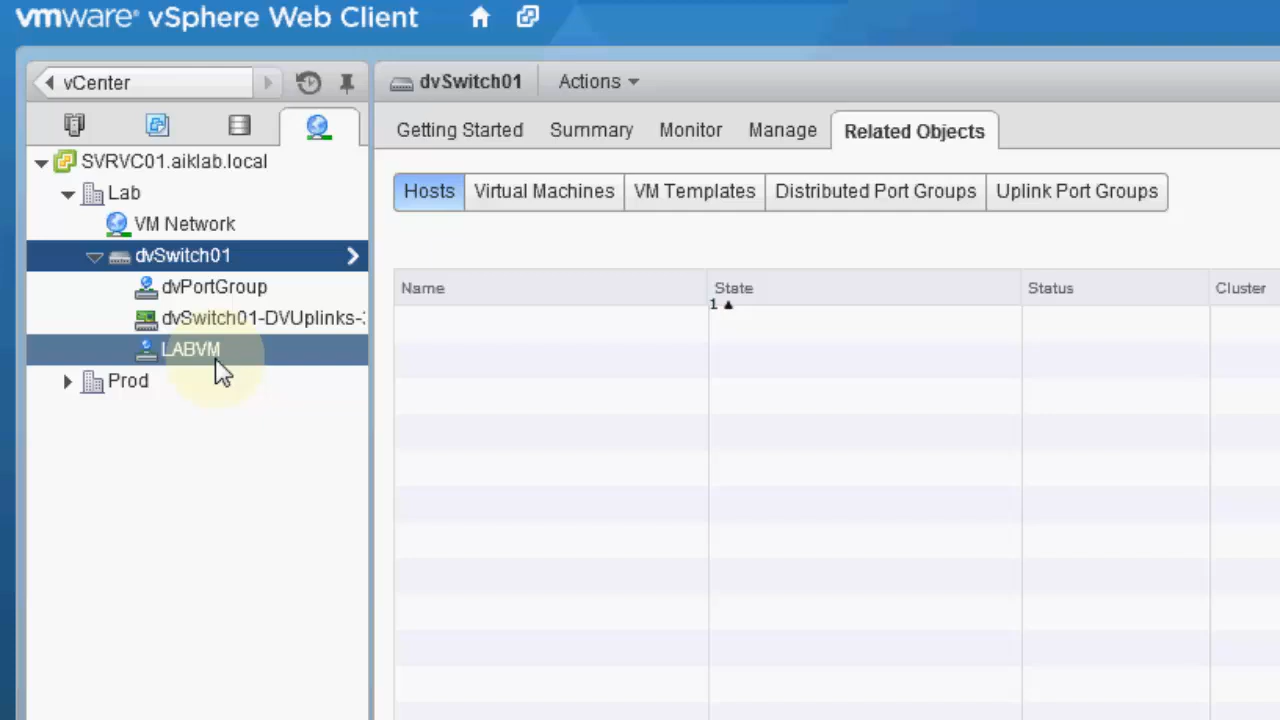 vmware® vSphere Web Client
vCenter
dvSwitch01
Actions
Getting Started
Summary
Monitor
Manage
Related Objects
SVRVC01.aiklab.local
Lab
VM Network
dvSwitch01
dvPortGroup
dvSwitch01-DVUplinks-
LABVM
Prod
Hosts
Virtual Machines
VM Templates
Distributed Port Groups
Uplink Port Groups
Name
State
1 ▲
Status
Cluster